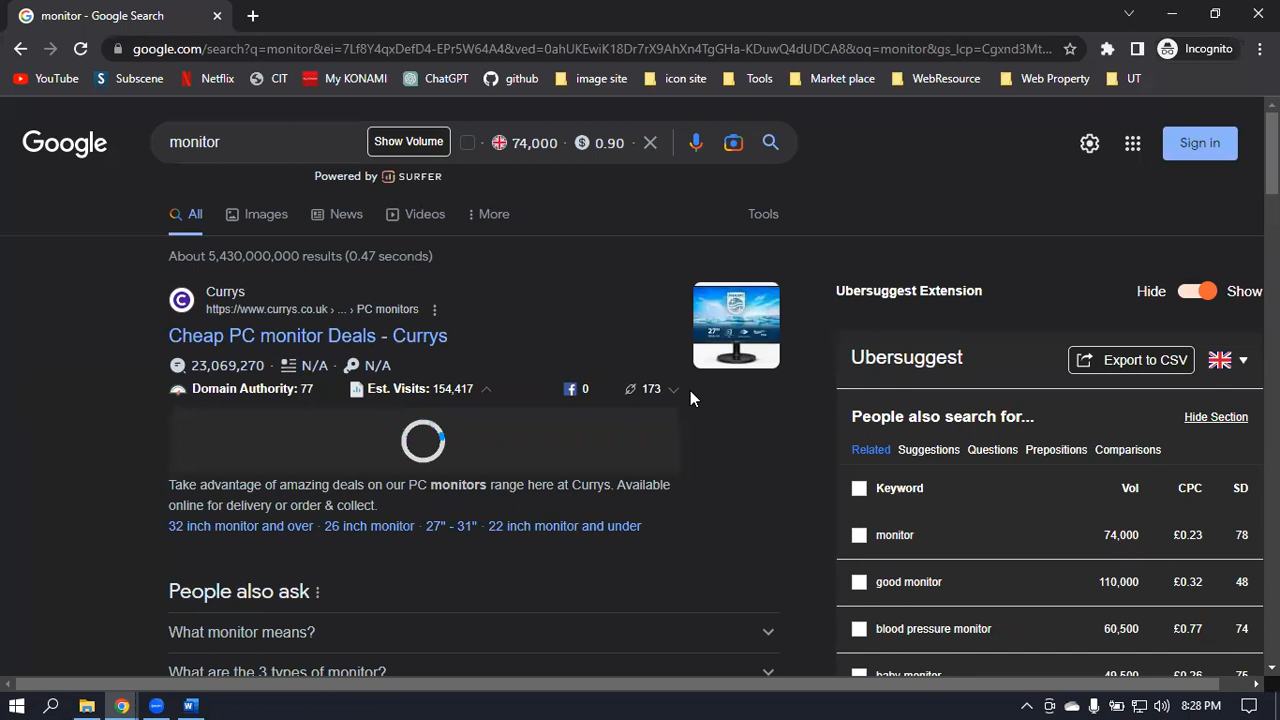 monitor - Google Search
google.com/search?q=monitor&ei=7Lf8Y4qxDefD4-EPr5W64A4&ved=0ahUKEwiK18Dr7rX9AhXn4TgGHa-KDuwQ4dUDCA8&oq=monitor&gs_lcp=Cgxnd3Mt...
Incognito
YouTube
Subscene
Netflix
CIT
My KONAMI
ChatGPT
github
image site
icon site
Tools
Market place
WebResource
Web Property
UT
Google
monitor
Show Volume
74,000 · $ 0.90 ·
Sign in
Powered by SURFER
All
Images
News
Videos
More
Tools
About 5,430,000,000 results (0.47 seconds)
Currys
https://www.currys.co.uk › ... › PC monitors
Cheap PC monitor Deals - Currys
23,069,270 · N/A · N/A
Domain Authority: 77
Est. Visits: 154,417
0
173
PHILIPS
27"
Take advantage of amazing deals on our PC monitors range here at Currys. Available
online for delivery or order & collect.
32 inch monitor and over · 26 inch monitor · 27" - 31" · 22 inch monitor and under
People also ask
What monitor means?
What are the 3 types of monitor?
Ubersuggest Extension
Hide
Show
Ubersuggest
Export to CSV
People also search for...
Hide Section
Related
Suggestions
Questions
Prepositions
Comparisons
Keyword Vol CPC SD
monitor 74,000 £0.23 78
good monitor 110,000 £0.32 48
blood pressure monitor 60,500 £0.77 74
baby monitor 49,500 £0.26 75
8:28 PM